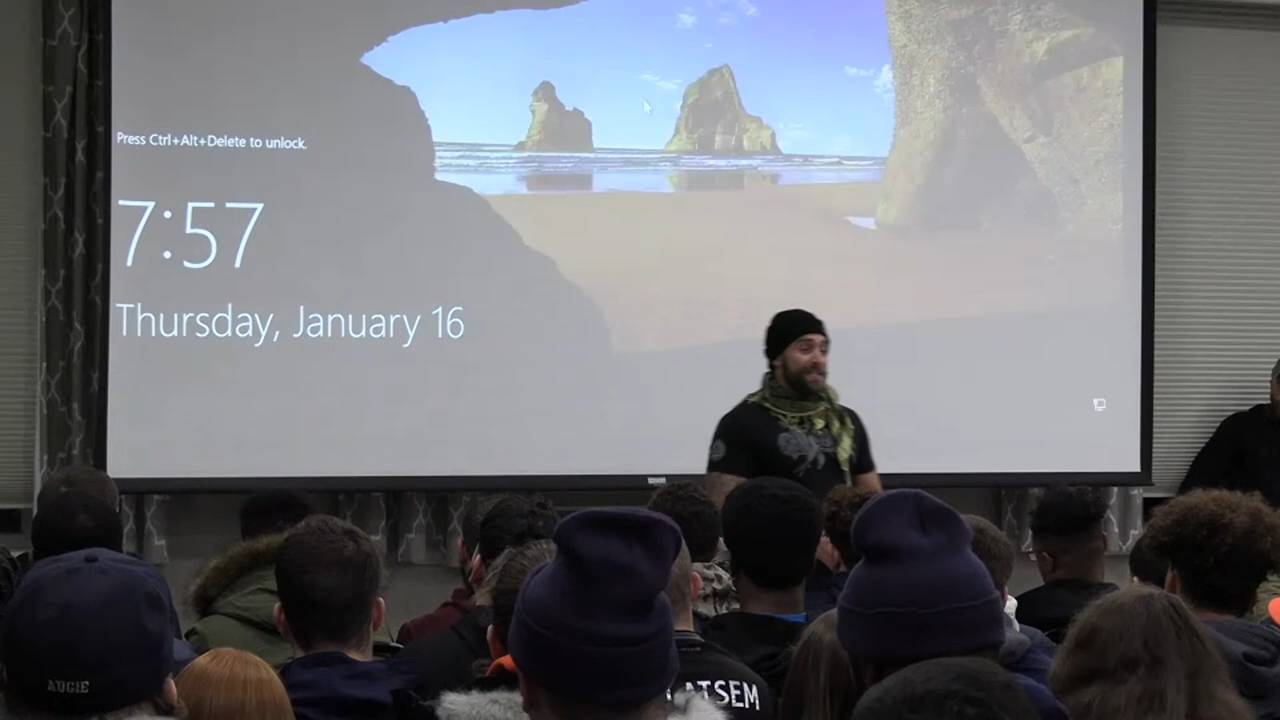 Press Ctrl+Alt+Delete to unlock.
7:57
Thursday, January 16
AUGIE
ATSEM